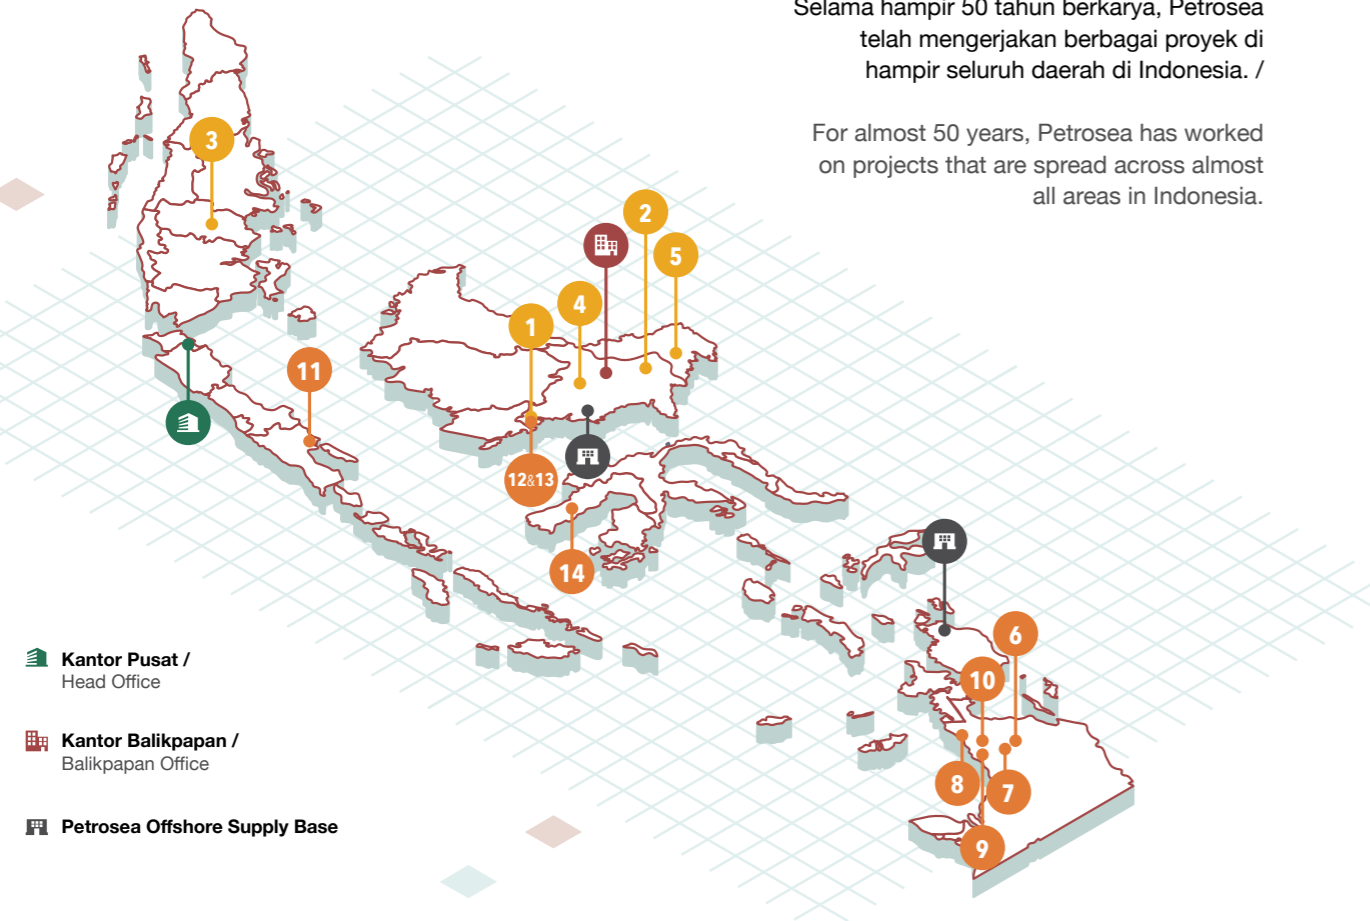 Selama hampir 50 tahun berkarya, Petrosea
telah mengerjakan berbagai proyek di
hampir seluruh daerah di Indonesia. /
For almost 50 years, Petrosea has worked
on projects that are spread across almost
all areas in Indonesia.
3
2
5
4
1
11
12&13
14
6
10
8
7
9
Kantor Pusat /
Head Office
Kantor Balikpapan /
Balikpapan Office
Petrosea Offshore Supply Base